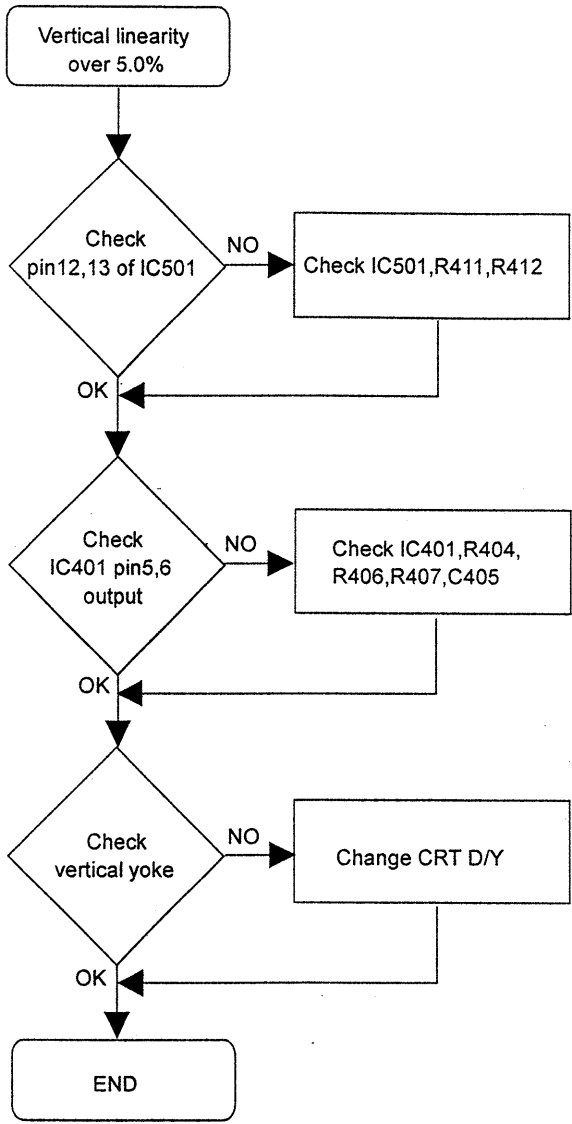 Vertical linearity
over 5.0%
Check
pin12,13 of IC501
NO
Check IC501,R411,R412
OK
Check
IC401 pin5,6
output
NO
Check IC401,R404,
R406,R407,C405
OK
Check
vertical yoke
NO
Change CRT D/Y
OK
END